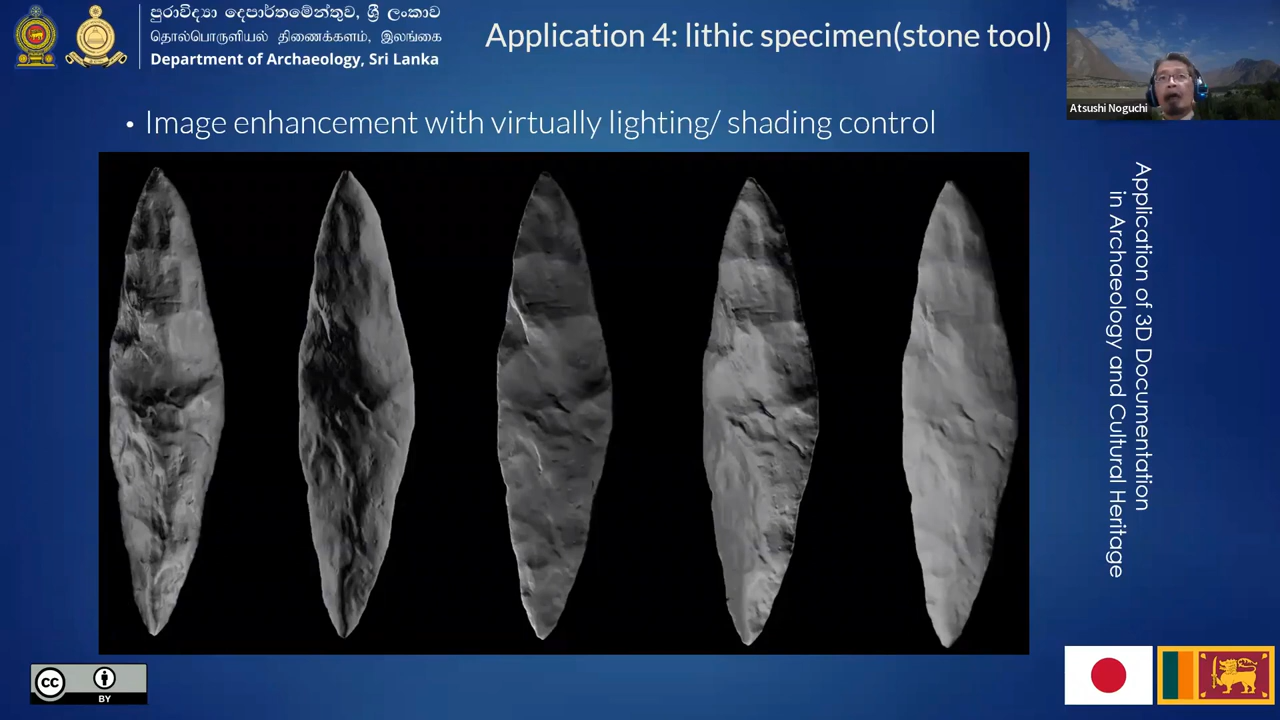 පුරාවිද්‍යා දෙපාර්තමේන්තුව, ශ්‍රී ලංකාව
தொல்பொருளியல் திணைக்களம், இலங்கை
Department of Archaeology, Sri Lanka
Application 4: lithic specimen(stone tool)
Atsushi Noguchi
• Image enhancement with virtually lighting/ shading control
Application of 3D Documentation
in Archaeology and Cultural Heritage
cc
BY